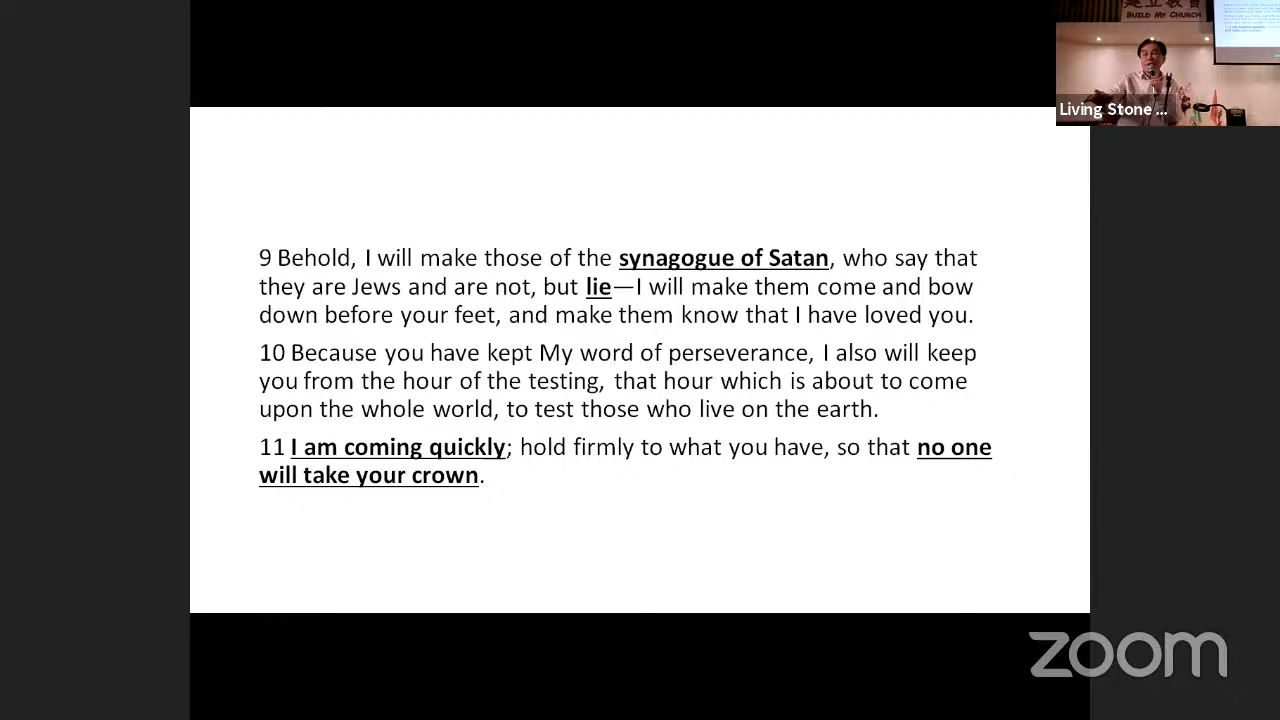 建立教會
BUILD MY CHURCH
Living Stone ...
9 Behold, I will make those of the synagogue of Satan, who say that
they are Jews and are not, but lie—I will make them come and bow
down before your feet, and make them know that I have loved you.
10 Because you have kept My word of perseverance, I also will keep
you from the hour of the testing, that hour which is about to come
upon the whole world, to test those who live on the earth.
11 I am coming quickly; hold firmly to what you have, so that no one
will take your crown.
zoom